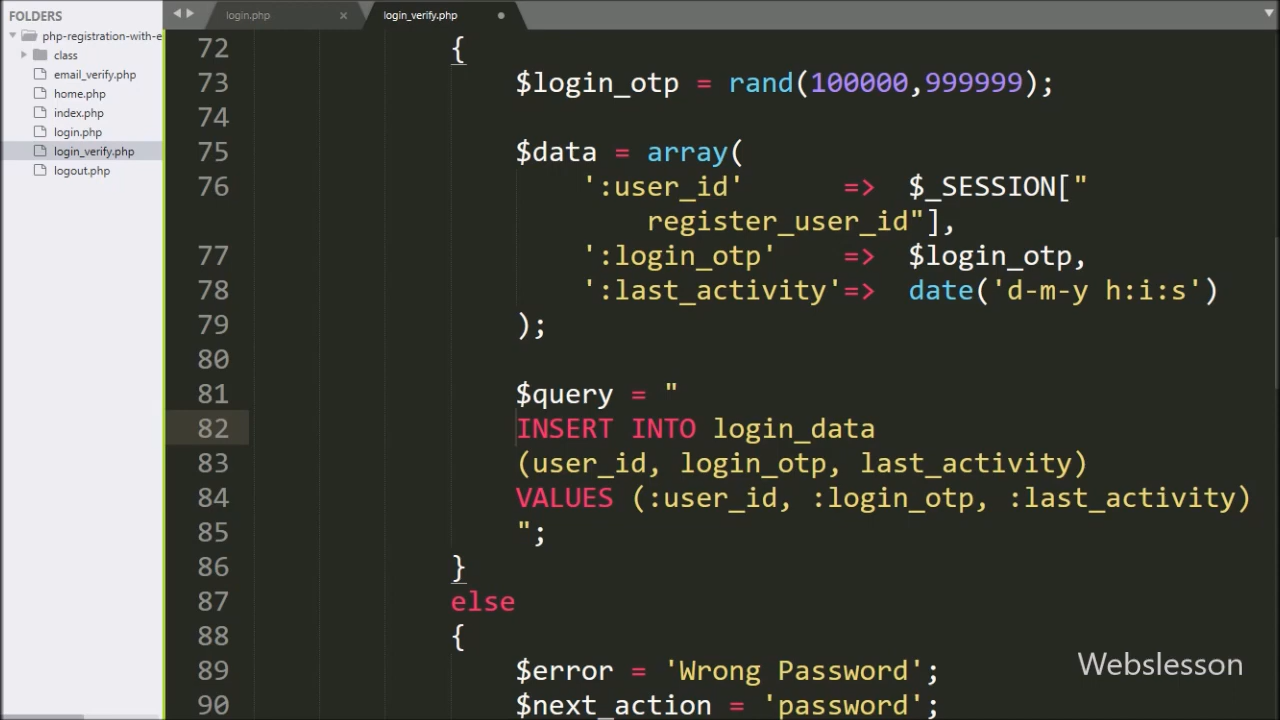 FOLDERS
php-registration-with-e
class
email_verify.php
home.php
index.php
login.php
login_verify.php
logout.php
login.php
login_verify.php
72 {
73 $login_otp = rand(100000,999999);
74
75 $data = array(
76 ':user_id' => $_SESSION["
register_user_id"],
77 ':login_otp' => $login_otp,
78 ':last_activity'=> date('d-m-y h:i:s')
79 );
80
81 $query = "
82 INSERT INTO login_data
83 (user_id, login_otp, last_activity)
84 VALUES (:user_id, :login_otp, :last_activity)
85 ";
86 }
87 else
88 {
89 $error = 'Wrong Password';
90 $next_action = 'password';
Webslesson